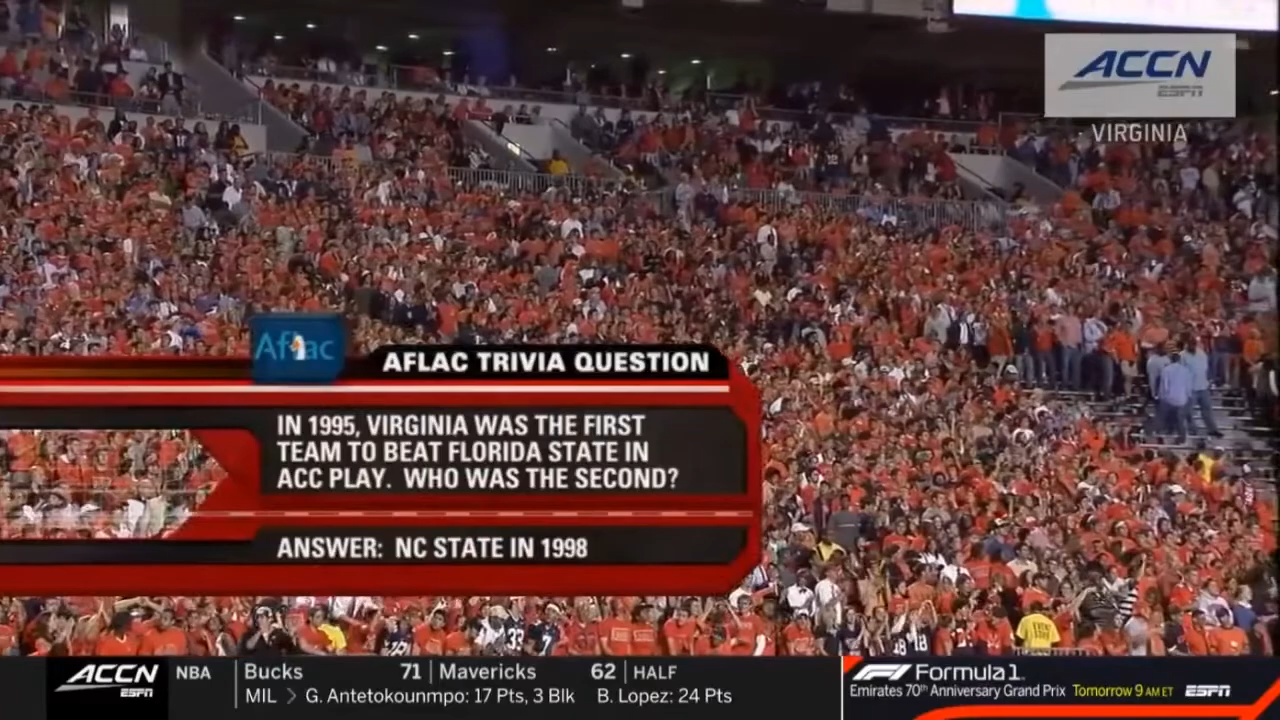 ACCN
ESPN
- VIRGINIA
Aflac
AFLAC TRIVIA QUESTION
IN 1995, VIRGINIA WAS THE FIRST
TEAM TO BEAT FLORIDA STATE IN
ACC PLAY. WHO WAS THE SECOND?
ANSWER: NC STATE IN 1998
33
7
18
ACCN
ESPN
NBA
Bucks 71 Mavericks 62 HALF
MIL > G. Antetokounmpo: 17 Pts, 3 Blk B. Lopez: 24 Pts
F1 Formula 1
Emirates 70th Anniversary Grand Prix Tomorrow 9 AM ET ESPN